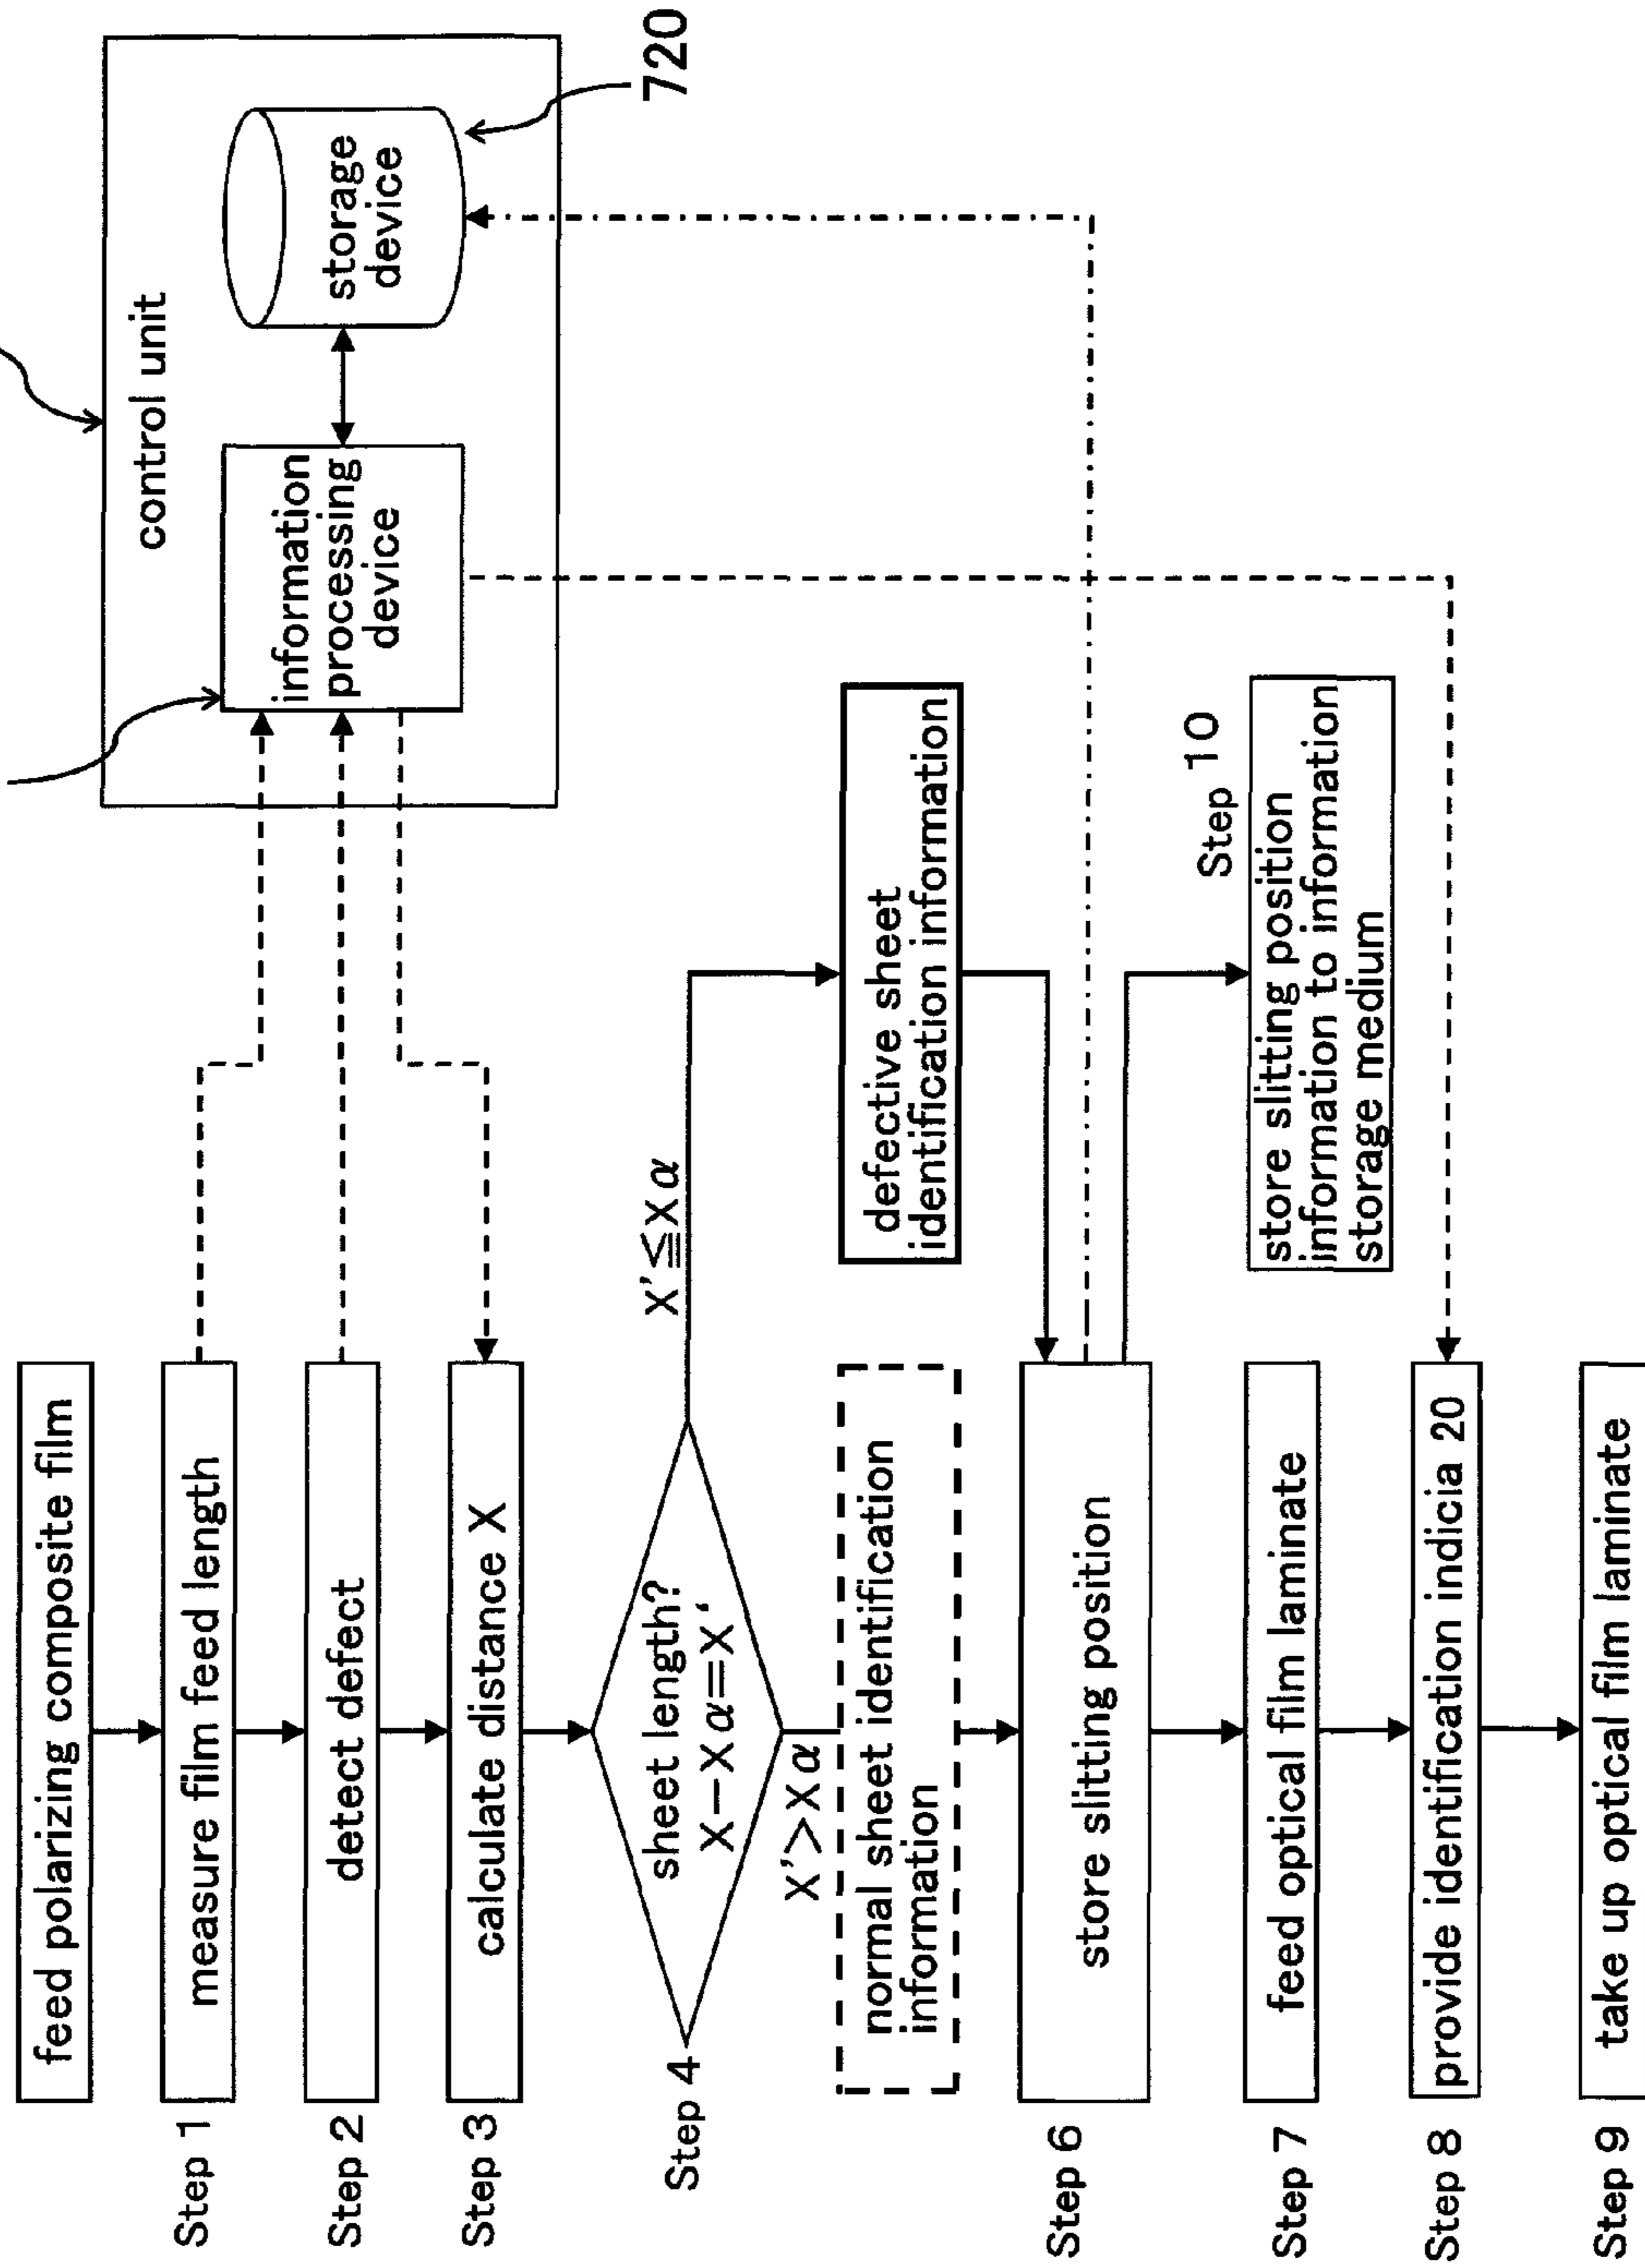 feed polarizing composite film
Step 1
measure film feed length
Step 2
detect defect
Step 3
calculate distance X
Step 4
sheet length?
X−Xα=X‘
X'≦Xα
X'>Xα
normal sheet identification
information
defective sheet
identification information
Step 6
store slitting position
Step 10
store slitting position
information to information
storage medium
Step 7
feed optical film laminate
Step 8
provide identification indicia 20
Step 9
take up optical film laminate
control unit
information
processing
device
storage
device
720